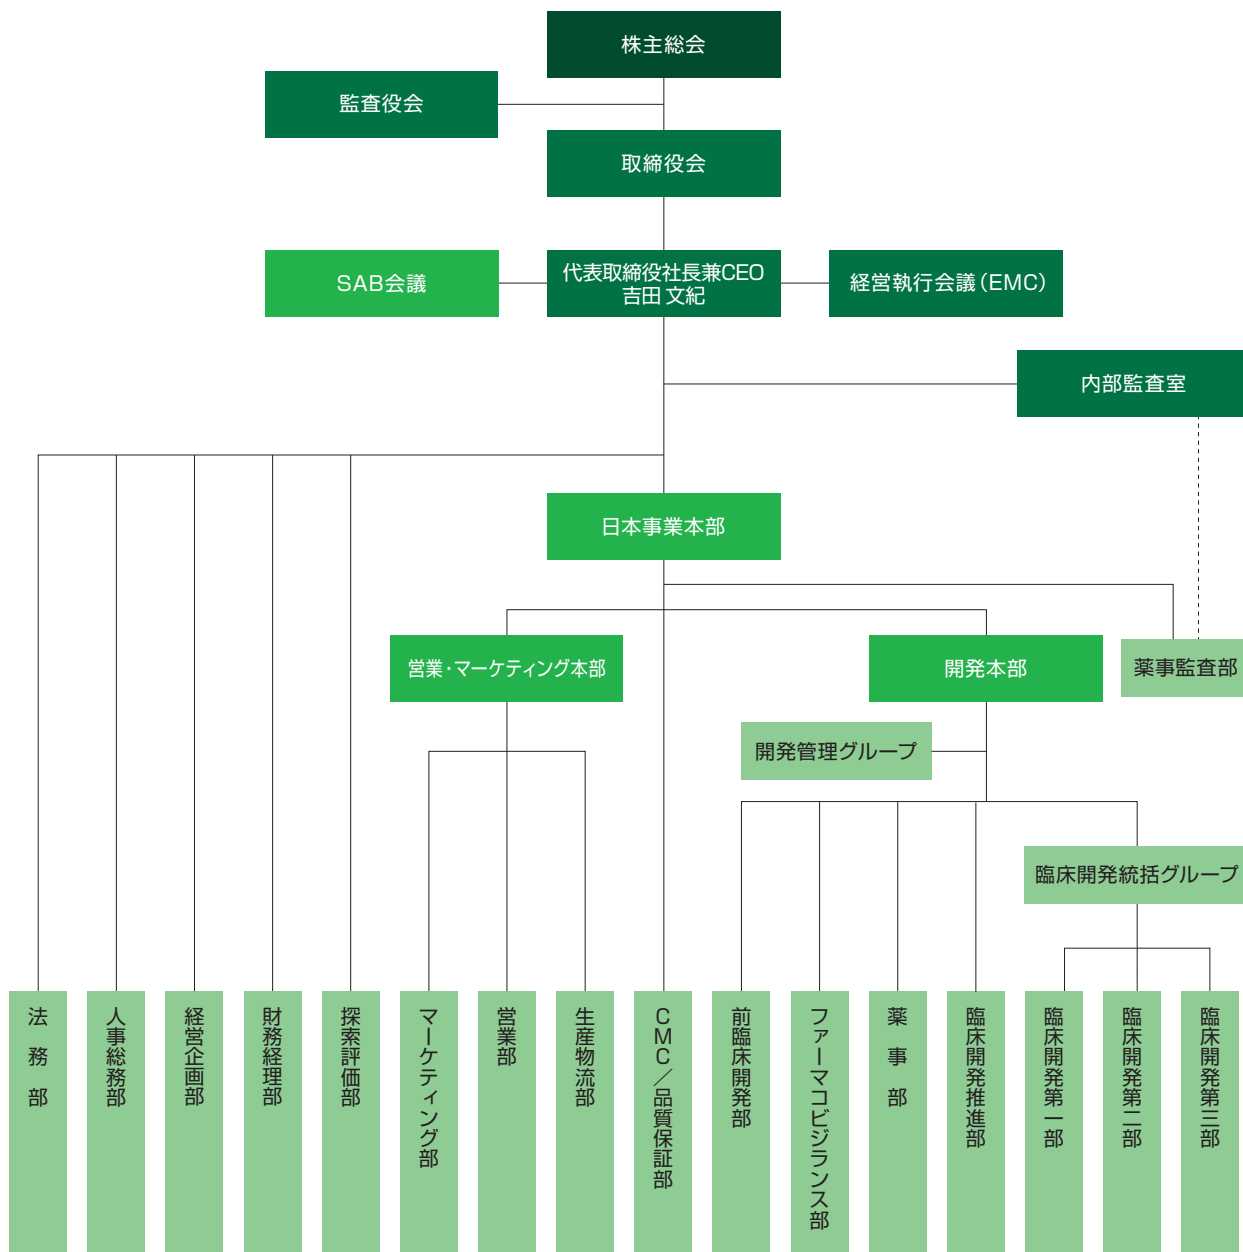 株主総会
監査役会
取締役会
SAB会議
代表取締役社長兼CEO
吉田 文紀
経営執行会議(EMC)
内部監査室
日本事業本部
営業・マーケティング本部
開発本部
薬事監査部
開発管理グループ
臨床開発統括グループ
法務部
人事総務部
経営企画部
財務経理部
探索評価部
マーケティング部
営業部
生産物流部
CMC/品質保証部
前臨床開発部
ファーマコビジランス部
薬事部
臨床開発推進部
臨床開発第一部
臨床開発第二部
臨床開発第三部